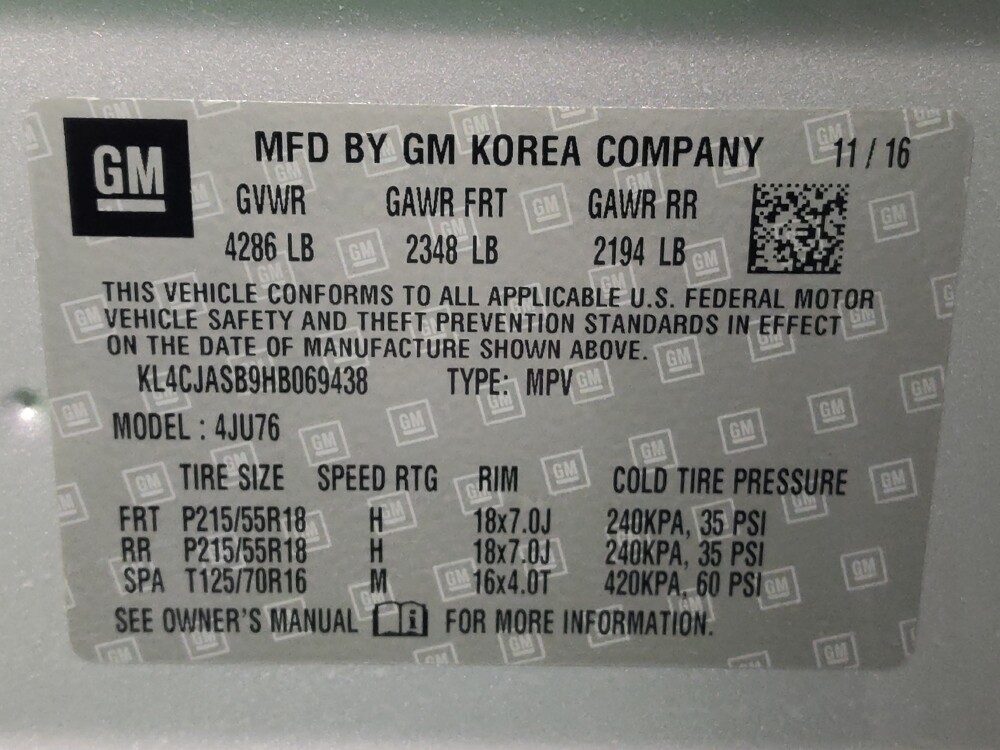 GM
MFD BY GM KOREA COMPANY 11 / 16
GVWR GAWR FRT GAWR RR
4286 LB 2348 LB 2194 LB
THIS VEHICLE CONFORMS TO ALL APPLICABLE U.S. FEDERAL MOTOR
VEHICLE SAFETY AND THEFT PREVENTION STANDARDS IN EFFECT
ON THE DATE OF MANUFACTURE SHOWN ABOVE.
KL4CJASB9HB069438 TYPE: MPV
MODEL : 4JU76
TIRE SIZE SPEED RTG RIM COLD TIRE PRESSURE
FRT P215/55R18 H 18x7.0J 240KPA, 35 PSI
RR P215/55R18 H 18x7.0J 240KPA, 35 PSI
SPA T125/70R16 M 16x4.0T 420KPA, 60 PSI
SEE OWNER'S MANUAL i FOR MORE INFORMATION.